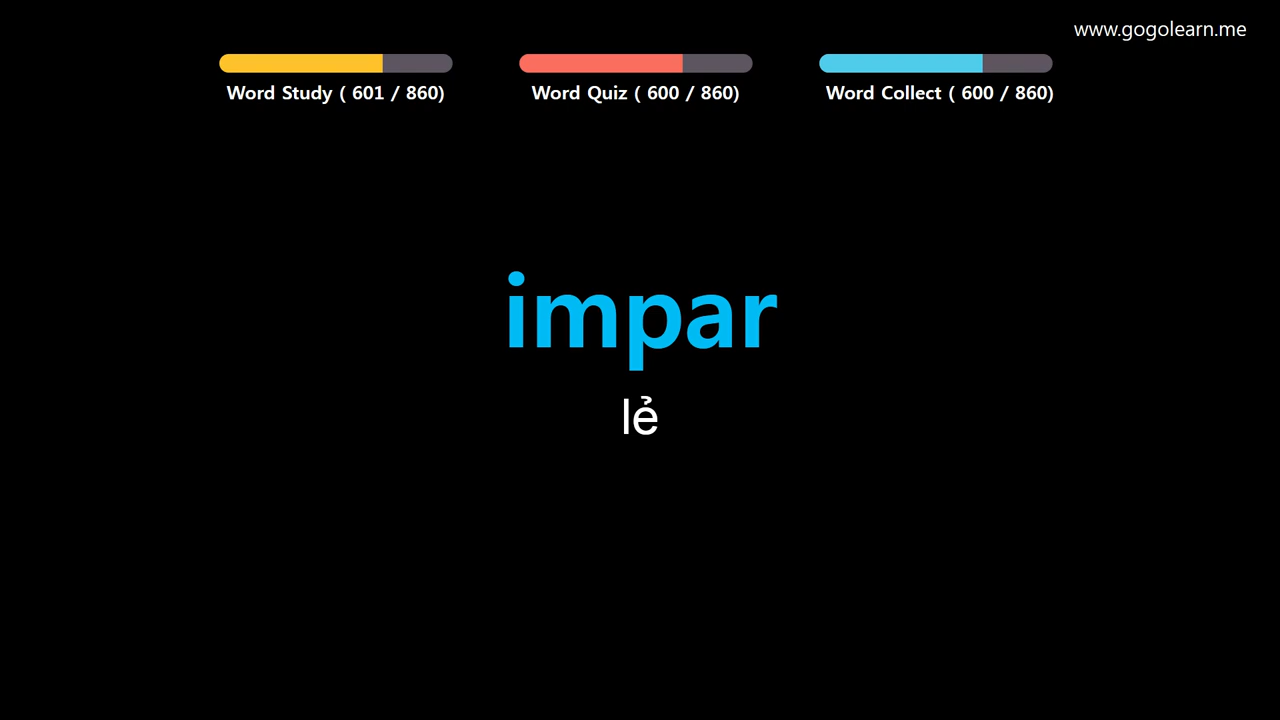 www.gogolearn.me
Word Study ( 601 / 860)
Word Quiz ( 600 / 860)
Word Collect ( 600 / 860)
impar
lẻ